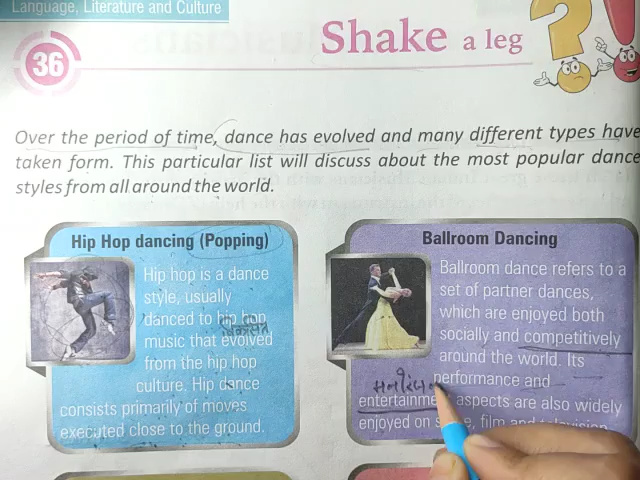 Language, Literature and Culture
36
Shake a leg
Over the period of time, dance has evolved and many different types have
taken form. This particular list will discuss about the most popular dance
styles from all around the world.
Hip Hop dancing (Popping)
Hip hop is a dance
style, usually
danced to hip hop
music that evolved
from the hip hop
culture. Hip dance
consists primarily of moves
executed close to the ground.
Ballroom Dancing
Ballroom dance refers to a
set of partner dances,
which are enjoyed both
socially and competitively
around the world. Its
performance and
entertainment aspects are also widely
enjoyed on stage, film and television.